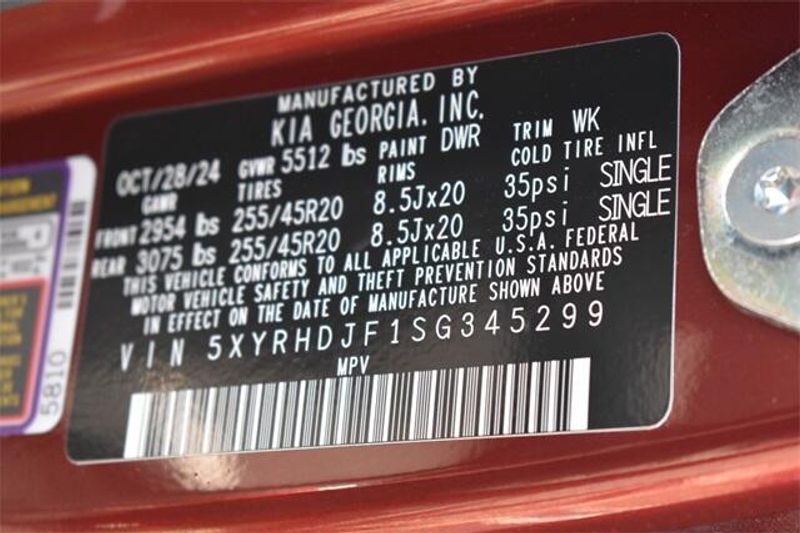 MANUFACTURED BY
KIA GEORGIA, INC.
OCT/28/24 GVWR 5512 lbs PAINT DWR TRIM WK
GAWR TIRES RIMS COLD TIRE INFL
FRONT 2954 lbs 255/45R20 8.5Jx20 35psi SINGLE
REAR 3075 lbs 255/45R20 8.5Jx20 35psi SINGLE
THIS VEHICLE CONFORMS TO ALL APPLICABLE U.S.A. FEDERAL
MOTOR VEHICLE SAFETY AND THEFT PREVENTION STANDARDS
IN EFFECT ON THE DATE OF MANUFACTURE SHOWN ABOVE
VIN 5XYRHDJF1SG345299
MPV
5810